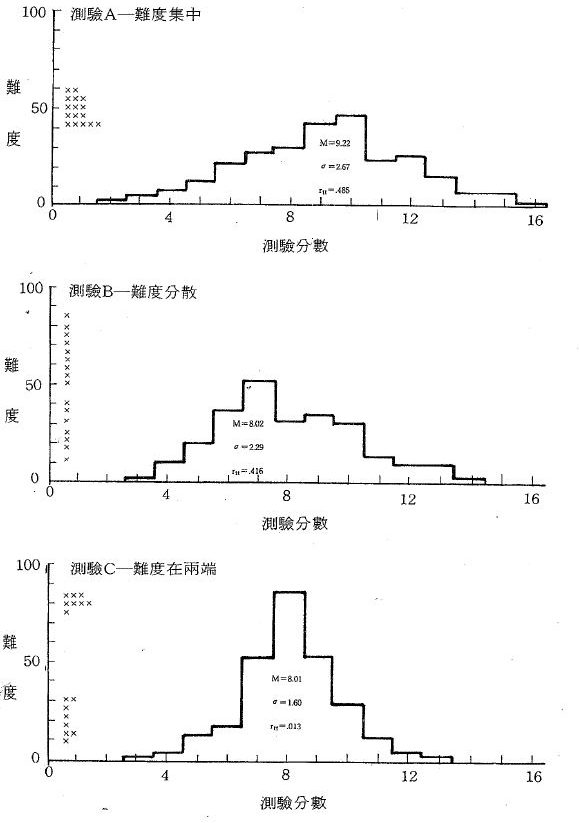 100
測驗A—難度集中
難
50
度
M=9.22
σ=2.67
rtt=.485
0
0 4 8 12 16
測驗分數
100
測驗B—難度分散
難
50
度
M=8.02
σ=2.29
rtt=.416
0
0 4 8 12 16
測驗分數
100
測驗C—難度在兩端
難
50
度
M=8.01
σ=1.60
rtt=.013
0
0 4 8 12 16
測驗分數